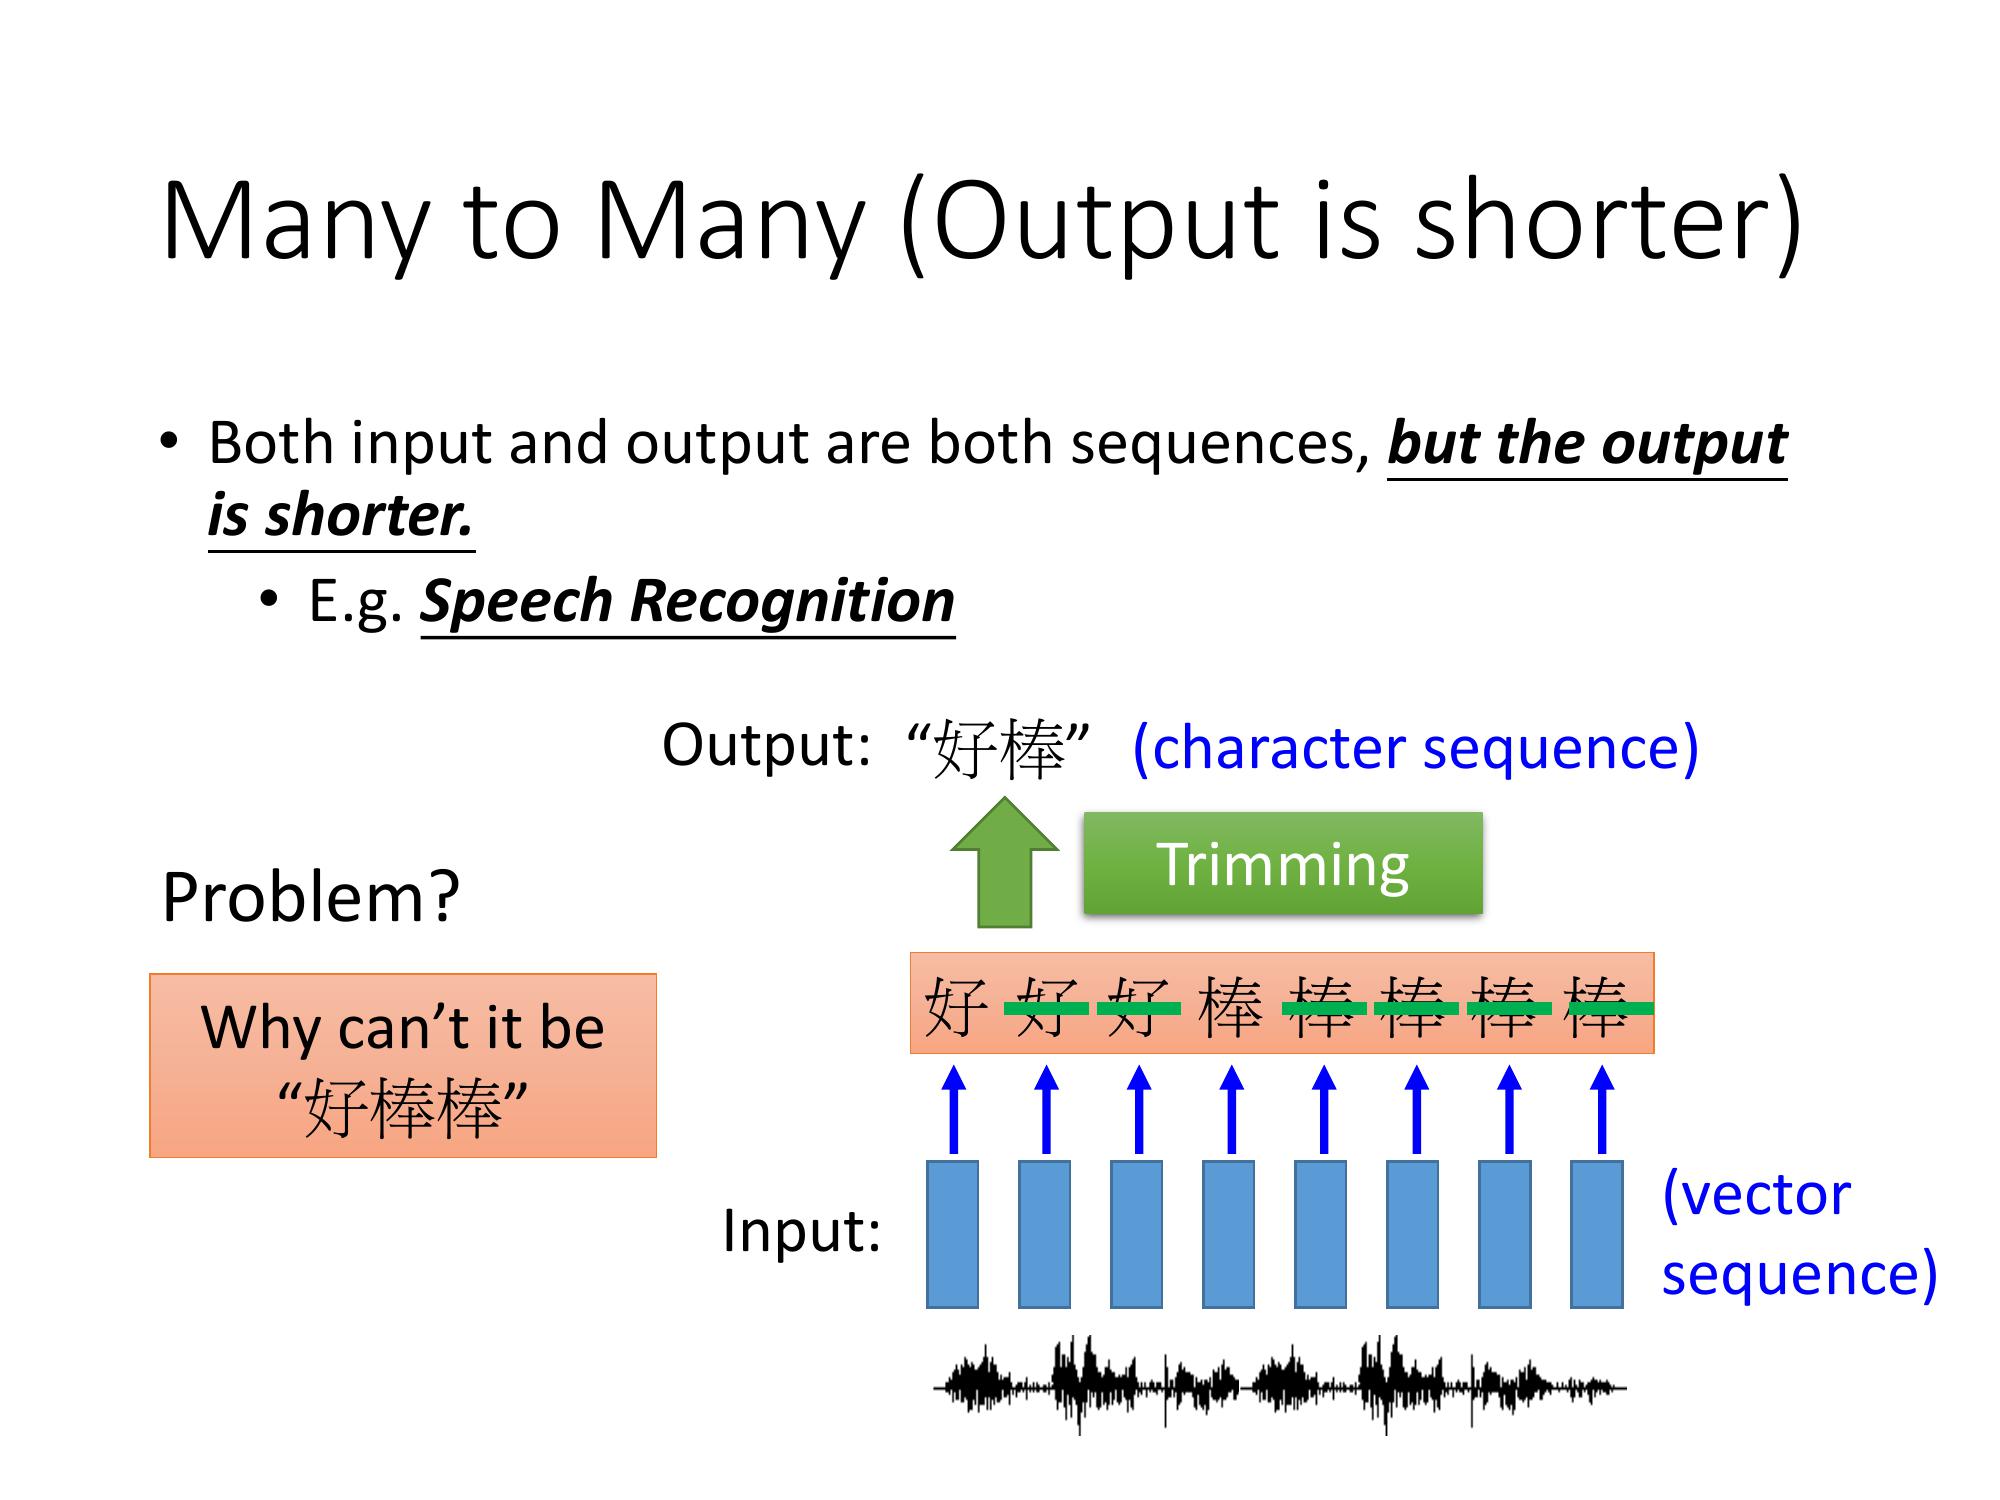 Many to Many (Output is shorter)
• Both input and output are both sequences, but the output
is shorter.
• E.g. Speech Recognition
Output: “好棒” (character sequence)
Trimming
Problem?
Why can’t it be
“好棒棒”
好 好 好 棒 棒 棒 棒 棒
Input:
(vector
sequence)